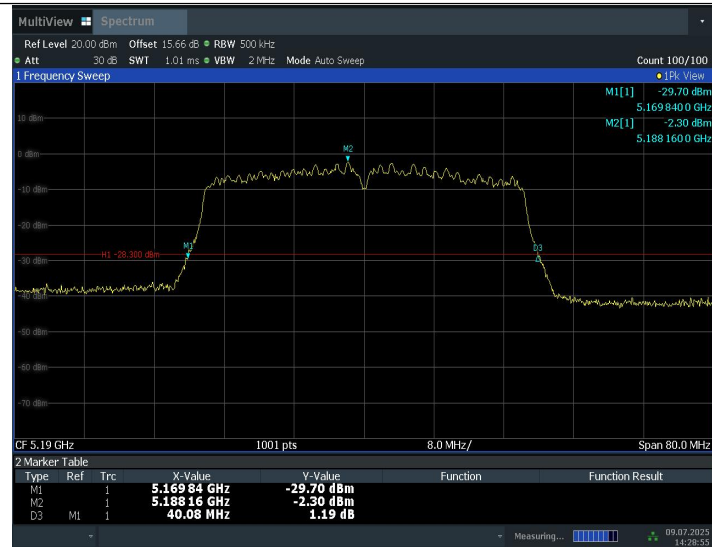 MultiView Spectrum
Ref Level 20.00 dBm Offset 15.66 dB RBW 500 kHz
Att 30 dB SWT 1.01 ms VBW 2 MHz Mode Auto Sweep Count 100/100
1 Frequency Sweep 1Pk View
M1[1] -29.70 dBm
5.169 840 0 GHz
10 dBm
M2[1] -2.30 dBm
5.188 160 0 GHz
M2
0 dBm
-10 dBm
-20 dBm
M1 D3
H1 -28.300 dBm
-30 dBm
-40 dBm
-50 dBm
-60 dBm
-70 dBm
CF 5.19 GHz 1001 pts 8.0 MHz/ Span 80.0 MHz
2 Marker Table
Type Ref Trc X-Value Y-Value Function Function Result
M1 1 5.169 84 GHz -29.70 dBm
M2 1 5.188 16 GHz -2.30 dBm
D3 M1 1 40.08 MHz 1.19 dB
Measuring... 09.07.2025
14:28:55